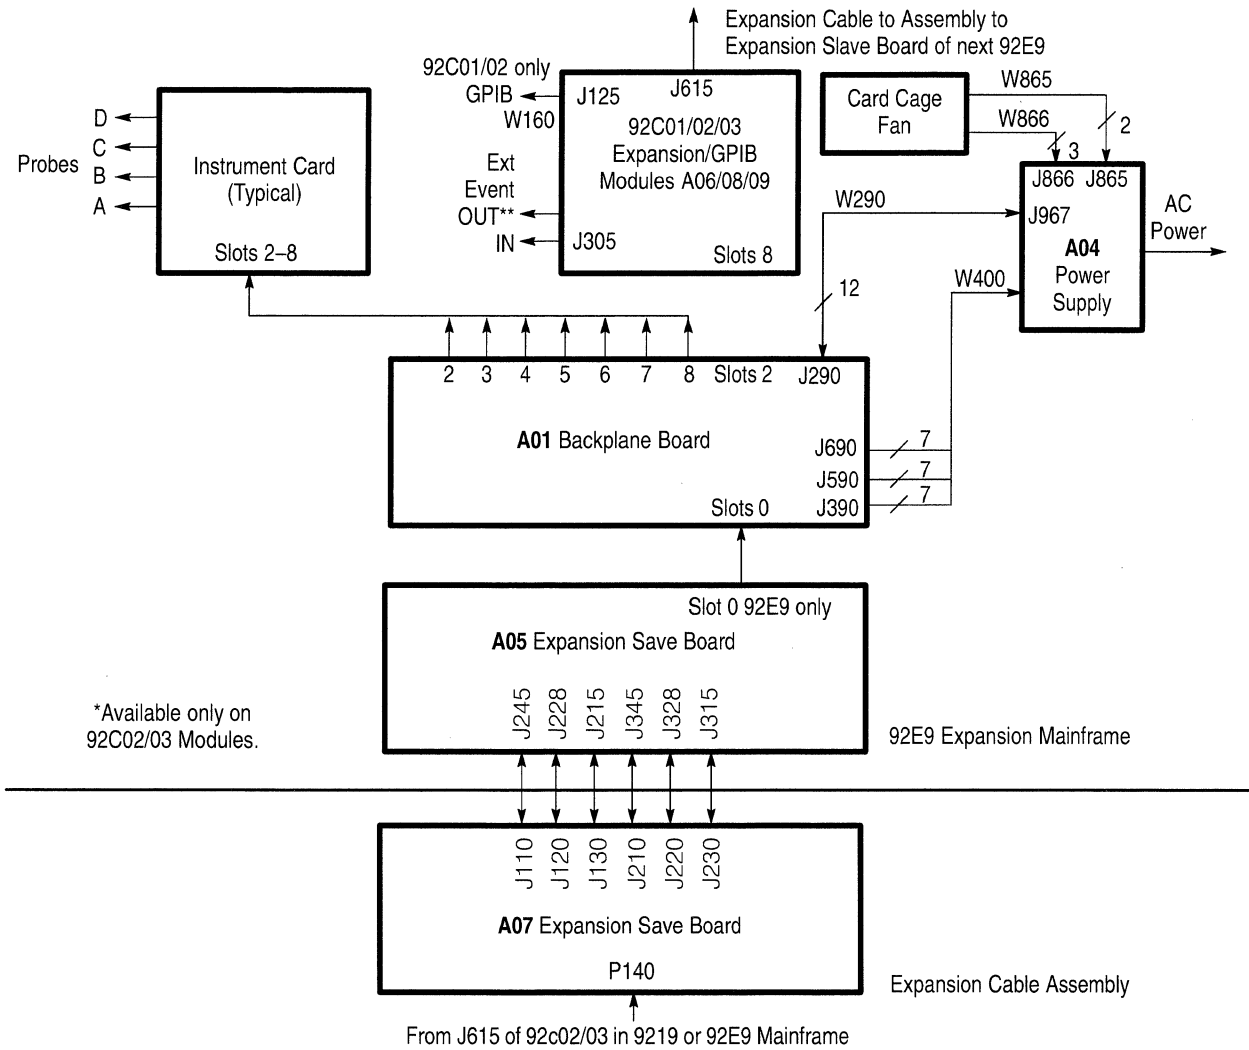 Expansion Cable to Assembly to
Expansion Slave Board of next 92E9
92C01/02 only
GPIB
W160
J125
J615
92C01/02/03
Expansion/GPIB
Modules A06/08/09
Ext
Event
OUT**
IN
J305
Slots 8
Card Cage
Fan
W865
W866
2
3
J866
J865
J967
A04
Power
Supply
AC
Power
W290
12
W400
Probes
D
C
B
A
Instrument Card
(Typical)
Slots 2–8
2
3
4
5
6
7
8
Slots 2
J290
A01 Backplane Board
J690
7
J590
7
J390
7
Slots 0
Slot 0 92E9 only
A05 Expansion Save Board
J245
J228
J215
J345
J328
J315
*Available only on
92C02/03 Modules.
92E9 Expansion Mainframe
J110
J120
J130
J210
J220
J230
A07 Expansion Save Board
P140
Expansion Cable Assembly
From J615 of 92c02/03 in 9219 or 92E9 Mainframe